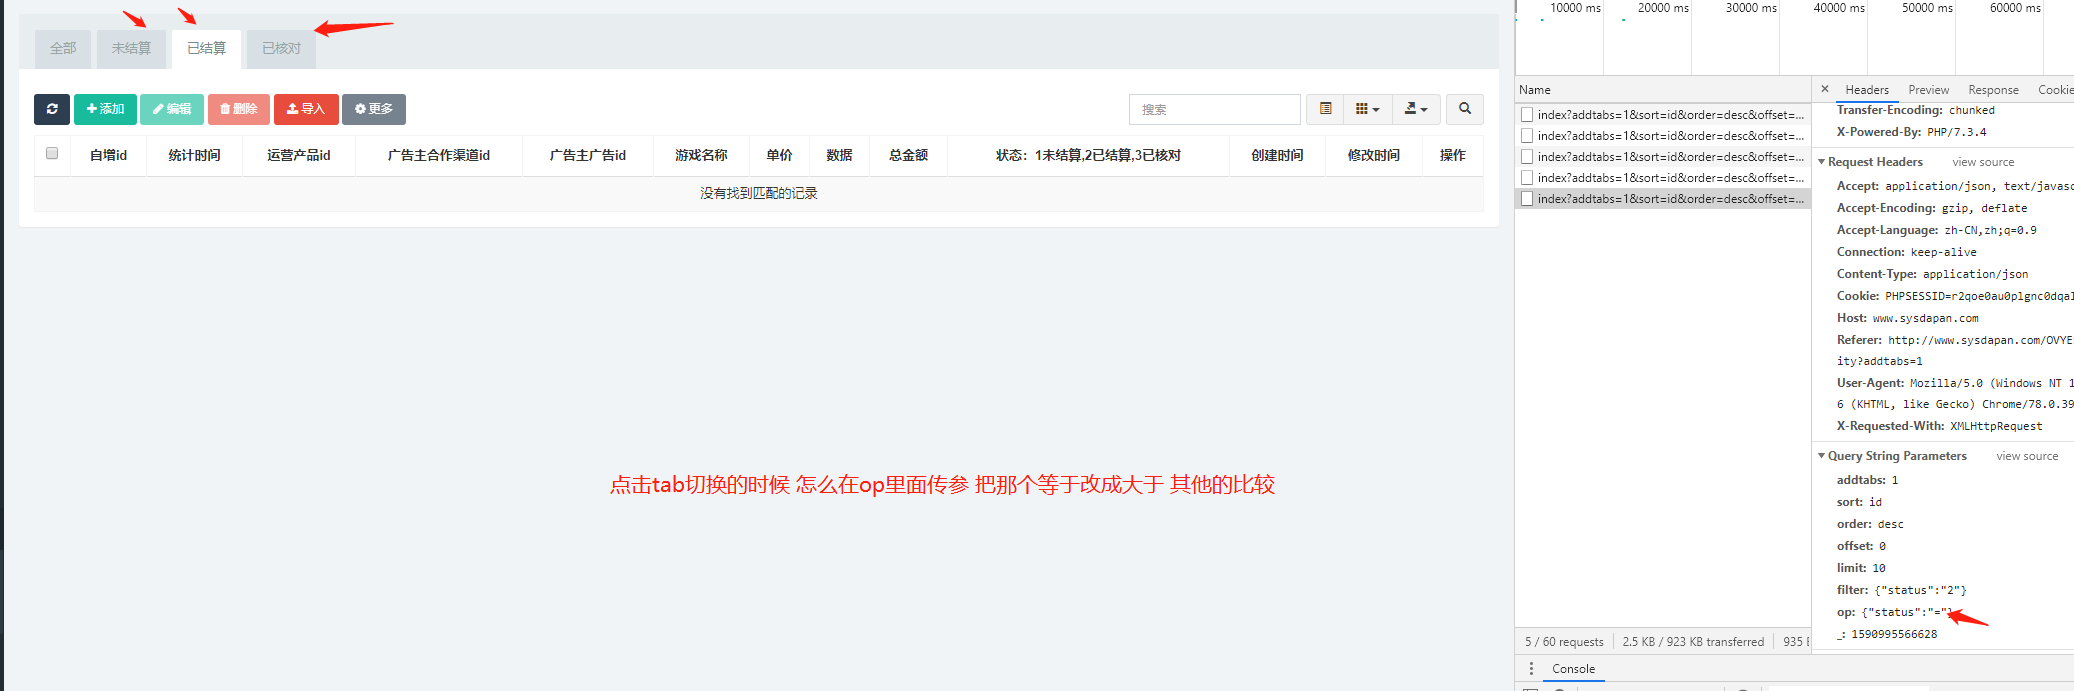 全部 未结算 已结算 已核对
添加 编辑 删除 导入 更多 搜索
自增id 统计时间 运营产品id 广告主合作渠道id 广告主广告id 游戏名称 单价 数据 总金额 状态：1未结算,2已结算,3已核对 创建时间 修改时间 操作
没有找到匹配的记录
点击tab切换的时候 怎么在op里面传参 把那个等于改成大于 其他的比较
10000 ms 20000 ms 30000 ms 40000 ms 50000 ms 60000 ms
Name
index?addtabs=1&sort=id&order=desc&offset=...
index?addtabs=1&sort=id&order=desc&offset=...
index?addtabs=1&sort=id&order=desc&offset=...
index?addtabs=1&sort=id&order=desc&offset=...
index?addtabs=1&sort=id&order=desc&offset=...
5 / 60 requests 2.5 KB / 923 KB transferred 935
× Headers Preview Response Cookie
Transfer-Encoding: chunked
X-Powered-By: PHP/7.3.4
Request Headers view source
Accept: application/json, text/javasc
Accept-Encoding: gzip, deflate
Accept-Language: zh-CN,zh;q=0.9
Connection: keep-alive
Content-Type: application/json
Cookie: PHPSESSID=r2qoe0au0plgnc0dqal
Host: www.sysdapan.com
Referer: http://www.sysdapan.com/OVYE
ity?addtabs=1
User-Agent: Mozilla/5.0 (Windows NT 1
6 (KHTML, like Gecko) Chrome/78.0.39
X-Requested-With: XMLHttpRequest
Query String Parameters view source
addtabs: 1
sort: id
order: desc
offset: 0
limit: 10
filter: {"status":"2"}
op: {"status":"="}
_: 1590995566628
Console